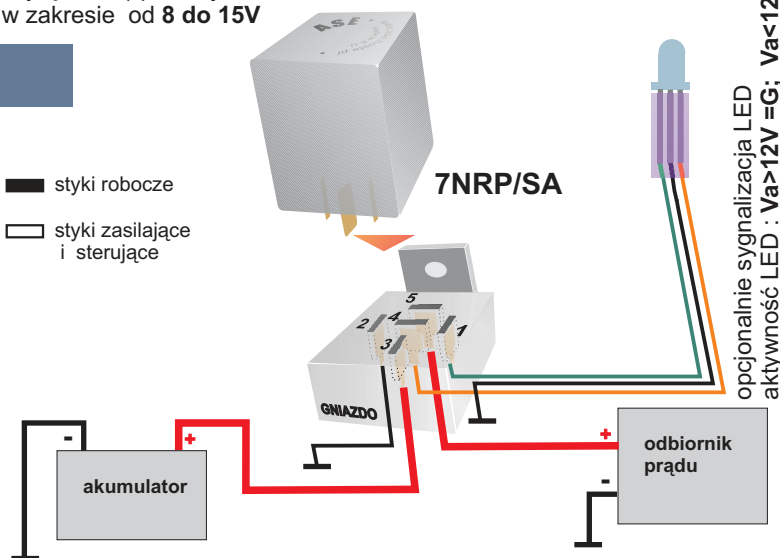 w zakresie od 8 do 15V
ASE
styki robocze
styki zasilające
i sterujące
7NRP/SA
5
2
4
1
3
GNIAZDO
-
+
akumulator
+
-
odbiornik
prądu
opcjonalnie sygnalizacja LED
aktywność LED : Va>12V =G; Va<12